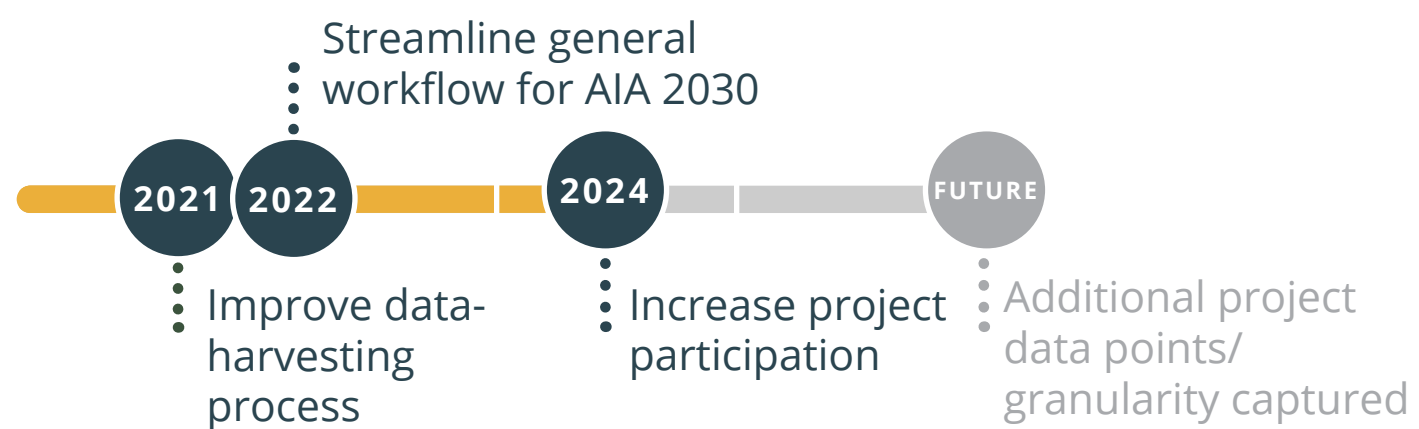 Streamline general
workflow for AIA 2030
2021
2022
2024
FUTURE
Improve data-
harvesting
process
Increase project
participation
Additional project
data points/
granularity captured